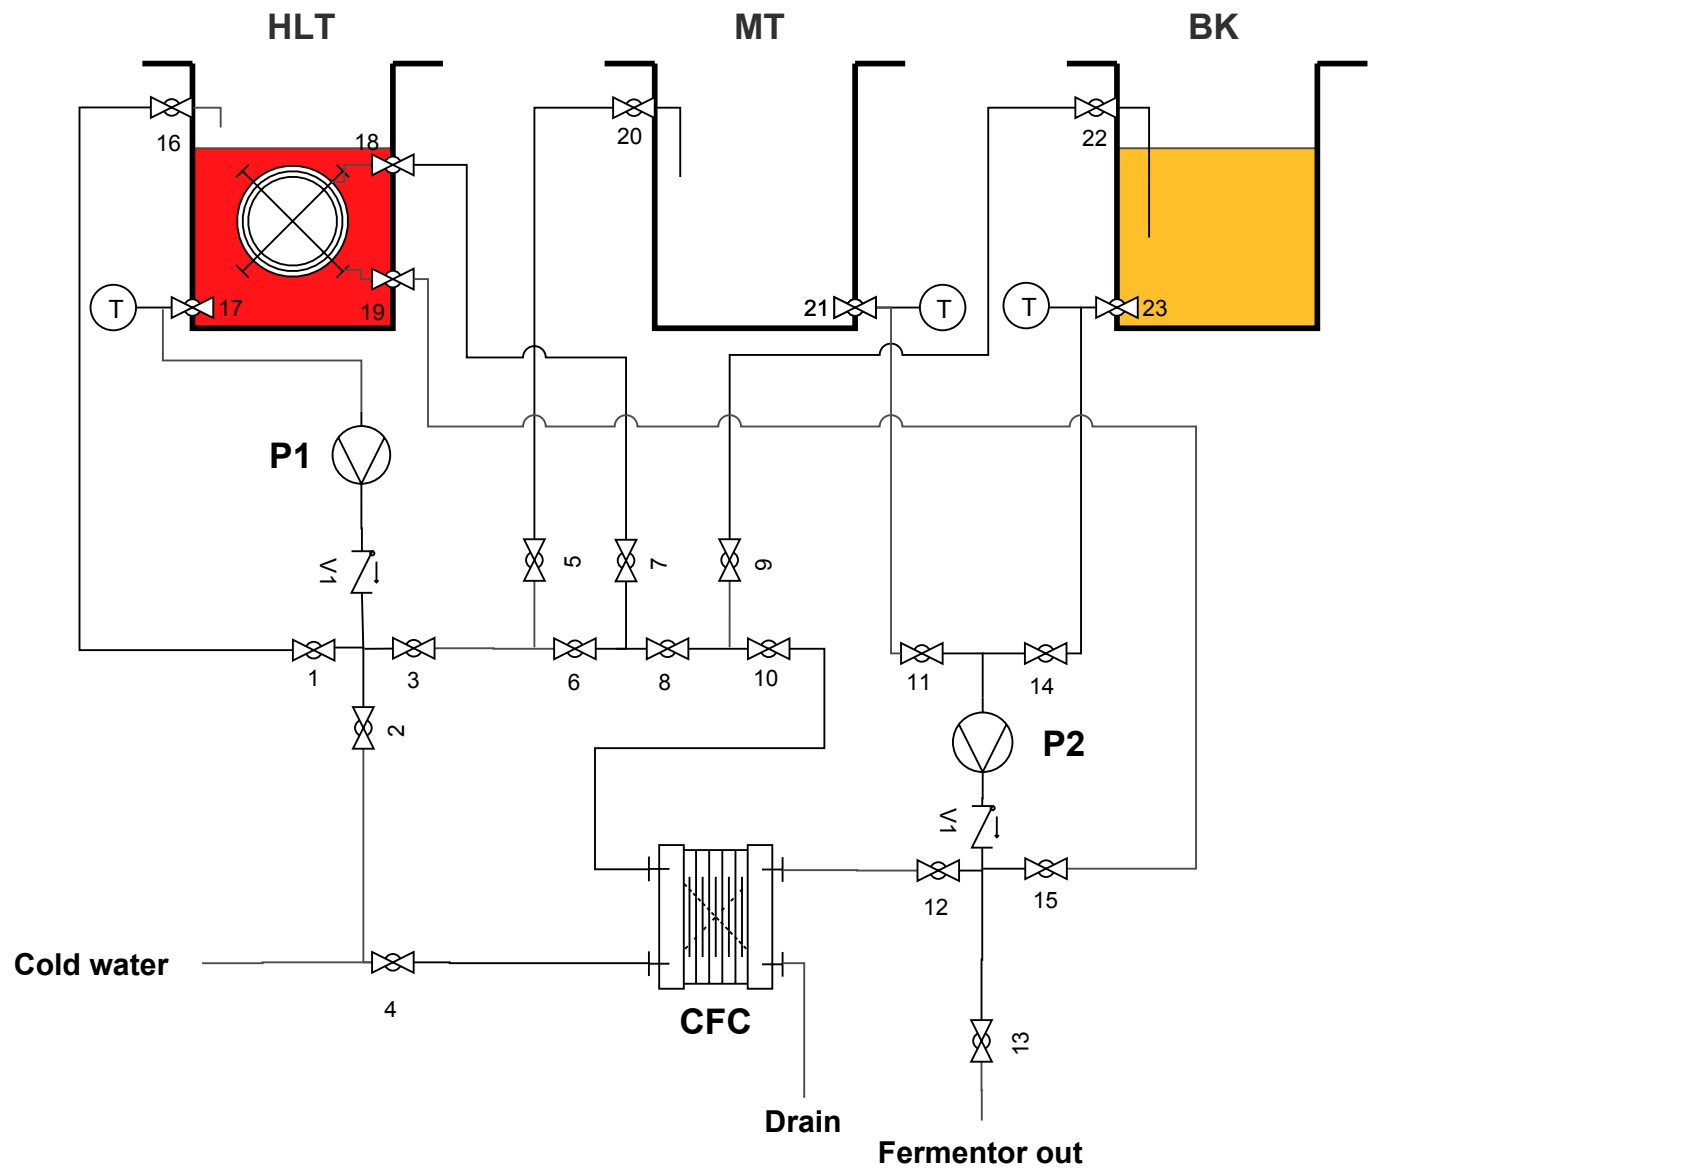 HLT MT BK
16 18 20 22
T 17 19 21 T T 23
P1
V1 5 7 9
1 3 6 8 10 11 14
2
P2
V1
12 15
Cold water
4 CFC 13
Drain
Fermentor out